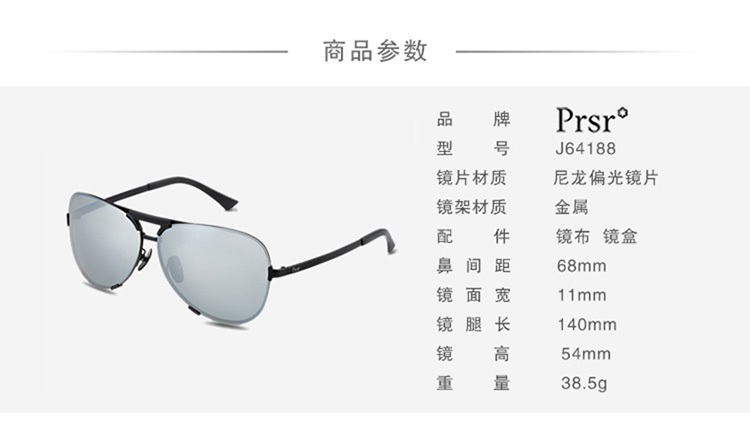 商品参数
品牌 Prsr
型号 J64188
镜片材质 尼龙偏光镜片
镜架材质 金属
配件 镜布 镜盒
鼻间距 68mm
镜面宽 11mm
镜腿长 140mm
镜高 54mm
重量 38.5g
Prsr